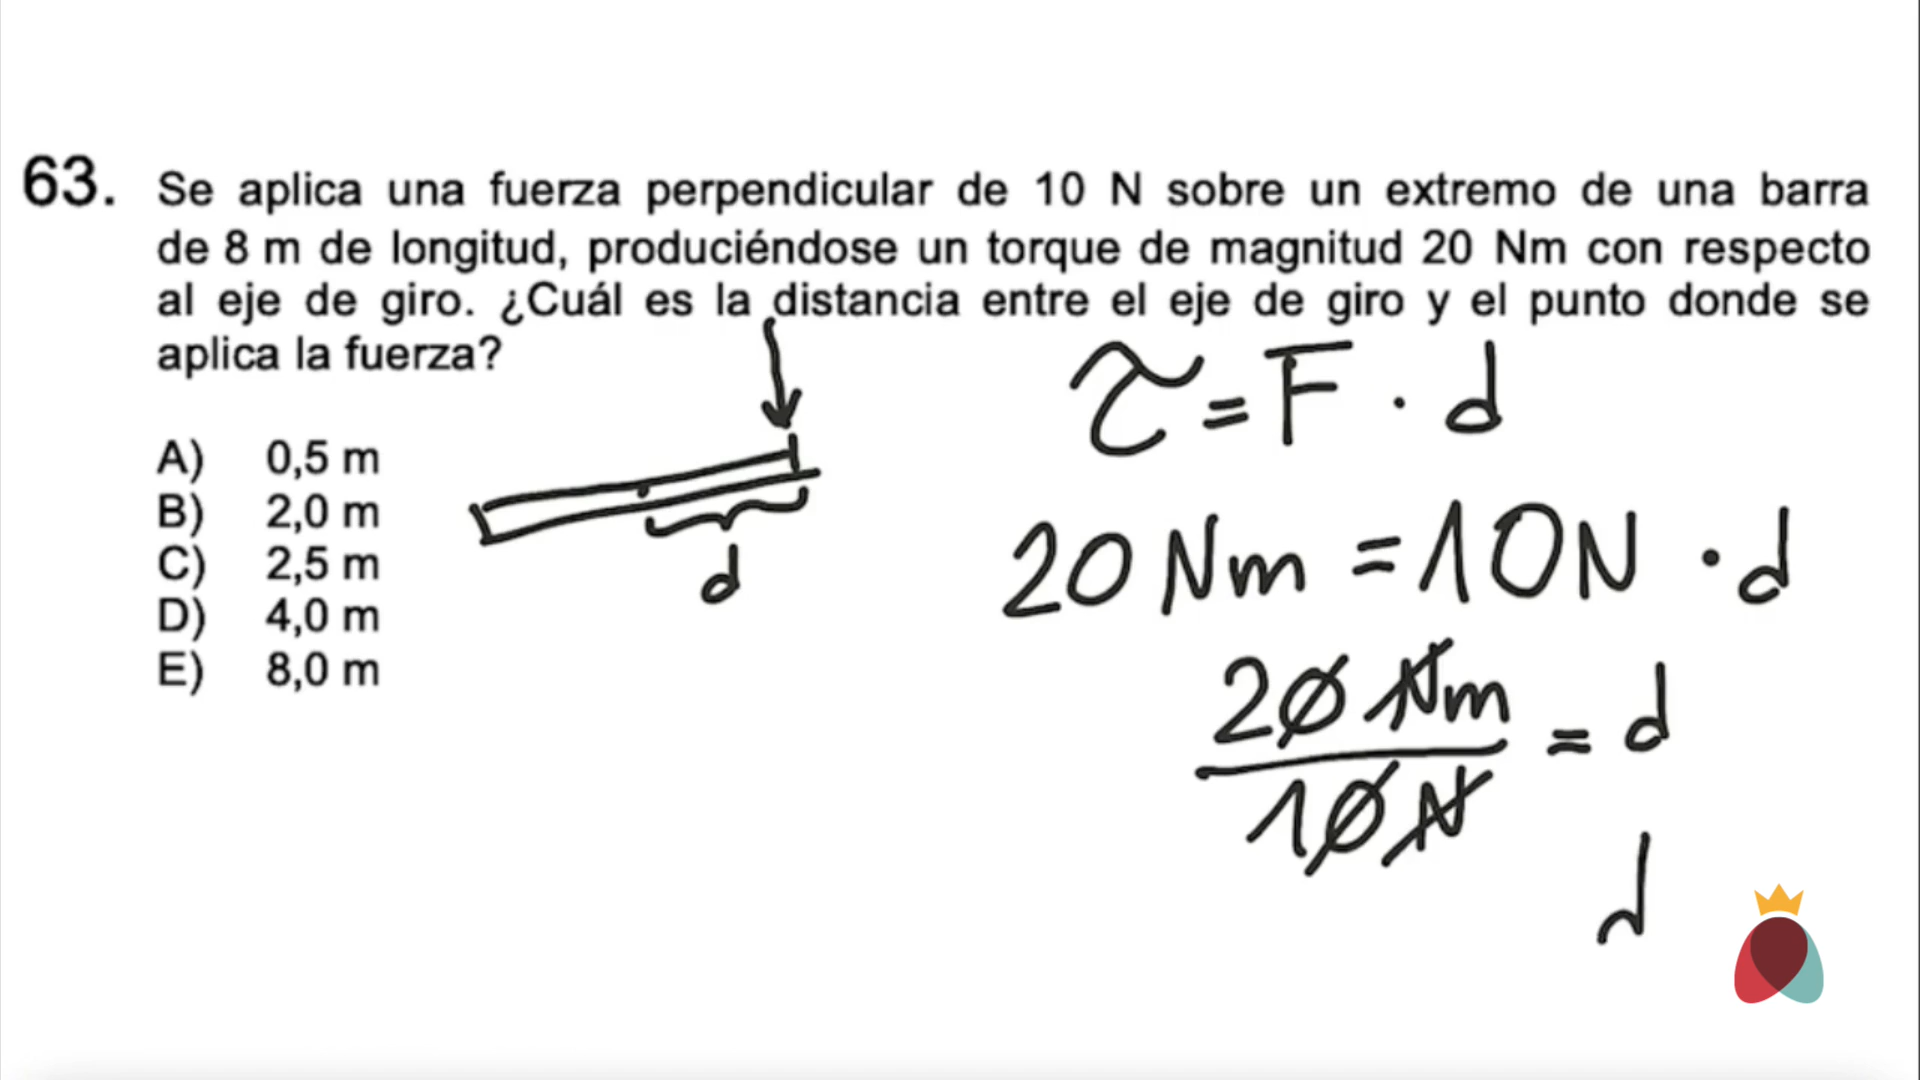 63. Se aplica una fuerza perpendicular de 10 N sobre un extremo de una barra
de 8 m de longitud, produciéndose un torque de magnitud 20 Nm con respecto
al eje de giro. ¿Cuál es la distancia entre el eje de giro y el punto donde se
aplica la fuerza?
τ = F · d
A) 0,5 m
B) 2,0 m
C) 2,5 m
D) 4,0 m
E) 8,0 m
d
20 Nm = 10 N · d
20 Nm
= d
10 N
d